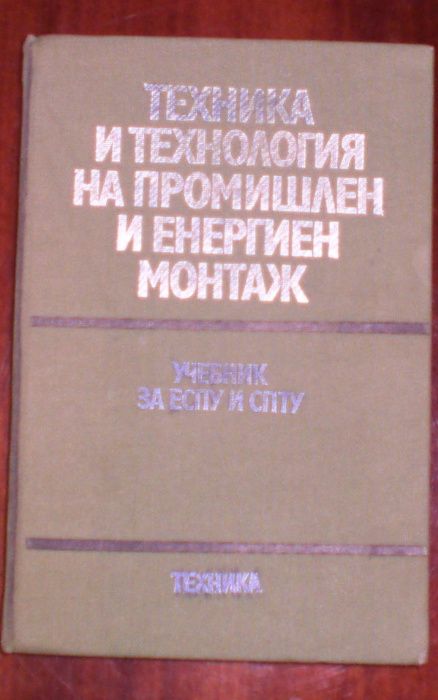 ТЕХНИКА
И ТЕХНОЛОГИЯ
НА ПРОМИШЛЕН
И ЕНЕРГИЕН
МОНТАЖ
УЧЕБНИК
ЗА ЕСПУ И СПТУ
ТЕХНИКА